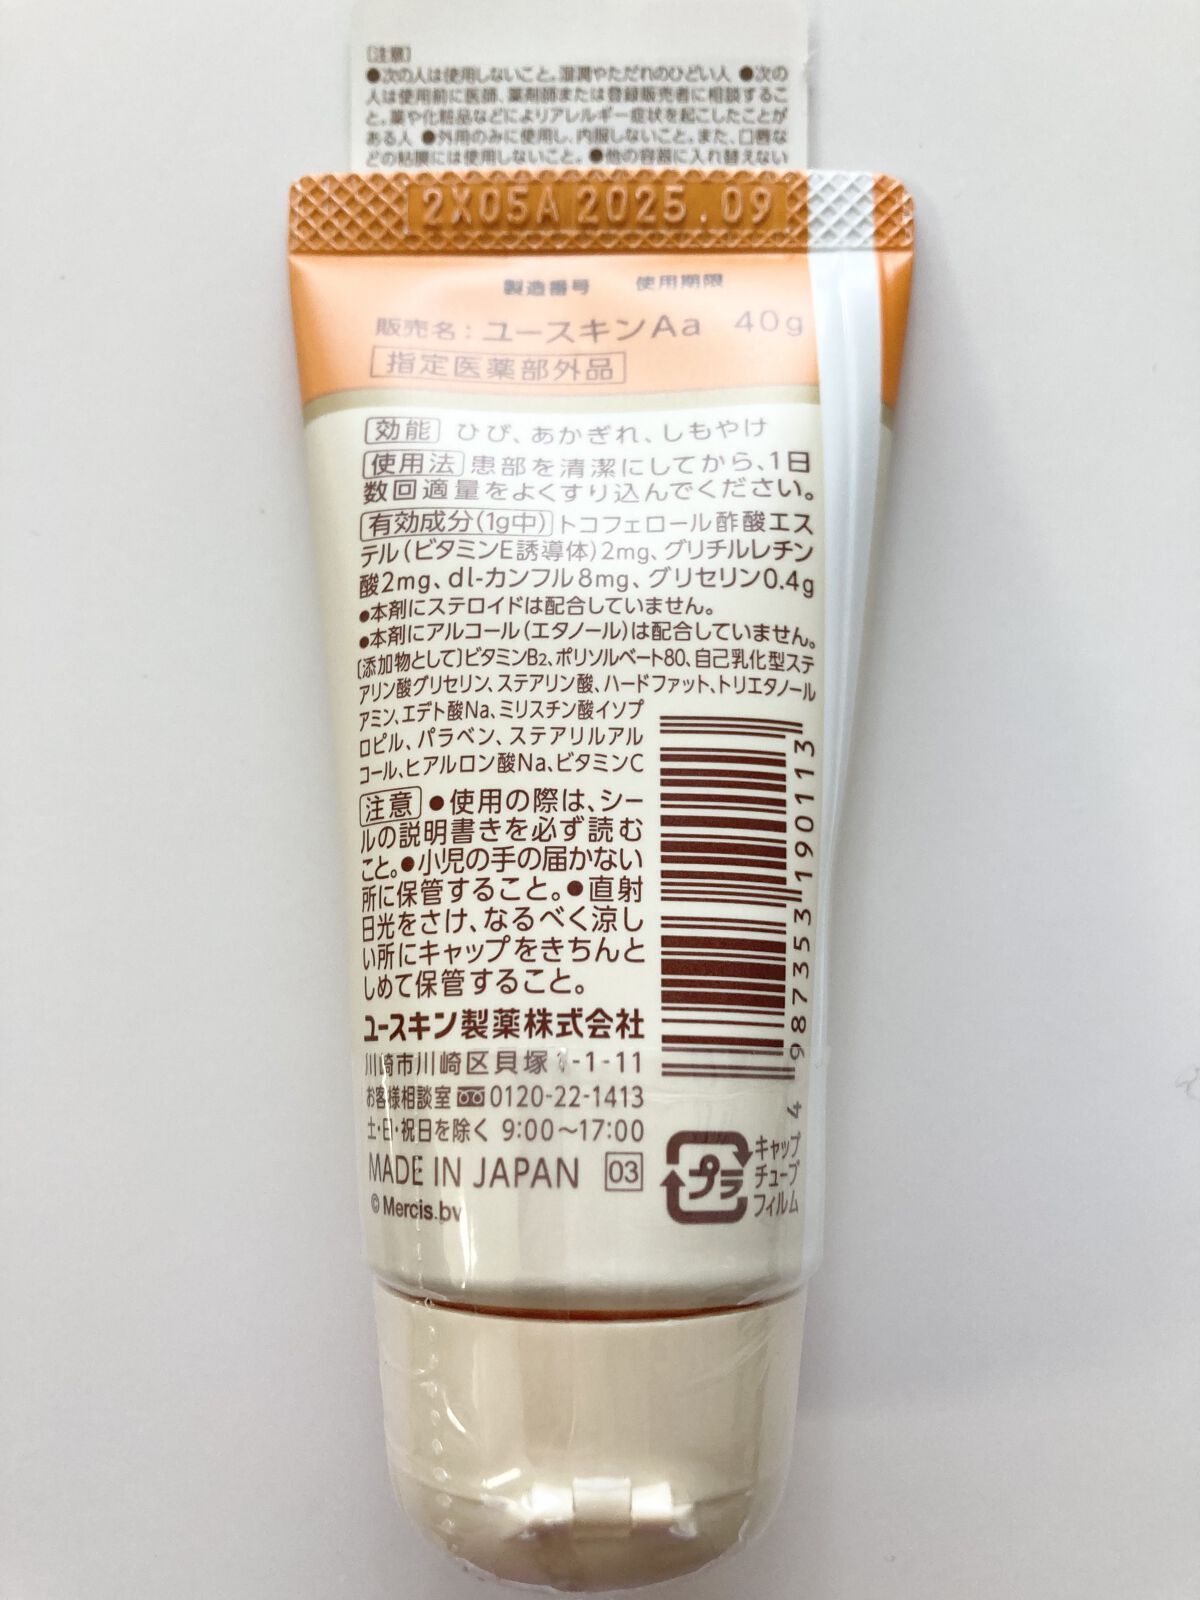 〔注意〕
●次の人は使用しないこと。湿潤やただれのひどい人 ●次の
人は使用前に医師、薬剤師または登録販売者に相談するこ
と。薬や化粧品などによりアレルギー症状を起こしたことが
ある人 ●外用のみに使用し、内服しないこと。また、口唇な
どの粘膜には使用しないこと。 ●他の容器に入れ替えない
2X05A 2025.09
製造番号 使用期限
販売名：ユースキンAa 40g
指定医薬部外品
効能 ひび、あかぎれ、しもやけ
使用法 患部を清潔にしてから、1日
数回適量をよくすり込んでください。
有効成分(1g中) トコフェロール酢酸エス
テル(ビタミンE誘導体)2mg、グリチルレチン
酸2mg、dl-カンフル8mg、グリセリン0.4g
●本剤にステロイドは配合していません。
●本剤にアルコール(エタノール)は配合していません。
〔添加物として〕ビタミンB2、ポリソルベート80、自己乳化型ステ
アリン酸グリセリン、ステアリン酸、ハードファット、トリエタノール
アミン、エデト酸Na、ミリスチン酸イソプ
ロピル、パラベン、ステアリルアル
コール、ヒアルロン酸Na、ビタミンC
注意 ●使用の際は、シー
ルの説明書きを必ず読む
こと。●小児の手の届かない
所に保管すること。●直射
日光をさけ、なるべく涼し
い所にキャップをきちんと
しめて保管すること。
ユースキン製薬株式会社
川崎市川崎区貝塚1-1-11
お客様相談室 0120-22-1413
土・日・祝日を除く 9:00〜17:00
MADE IN JAPAN 03
© Mercis bv
4 987353 190113
プラ
キャップ
チューブ
フィルム